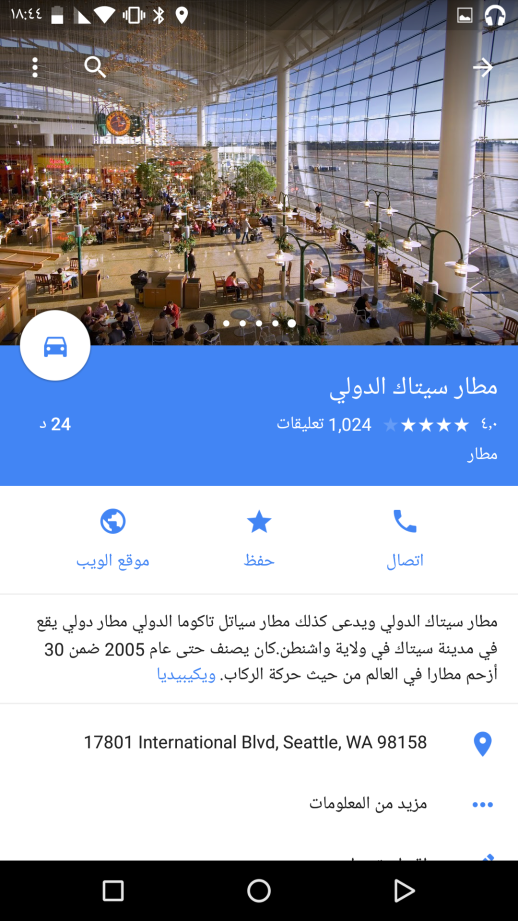 ١٨:٤٤
مطار سيتاك الدولي
٤,٠ 1,024 تعليقات
24 د
مطار
اتصال
حفظ
موقع الويب
مطار سيتاك الدولي ويدعى كذلك مطار سياتل تاكوما الدولي مطار دولي يقع
في مدينة سيتاك في ولاية واشنطن.كان يصنف حتى عام 2005 ضمن 30
أزحم مطارا في العالم من حيث حركة الركاب. ويكيبيديا
17801 International Blvd, Seattle, WA 98158
مزيد من المعلومات